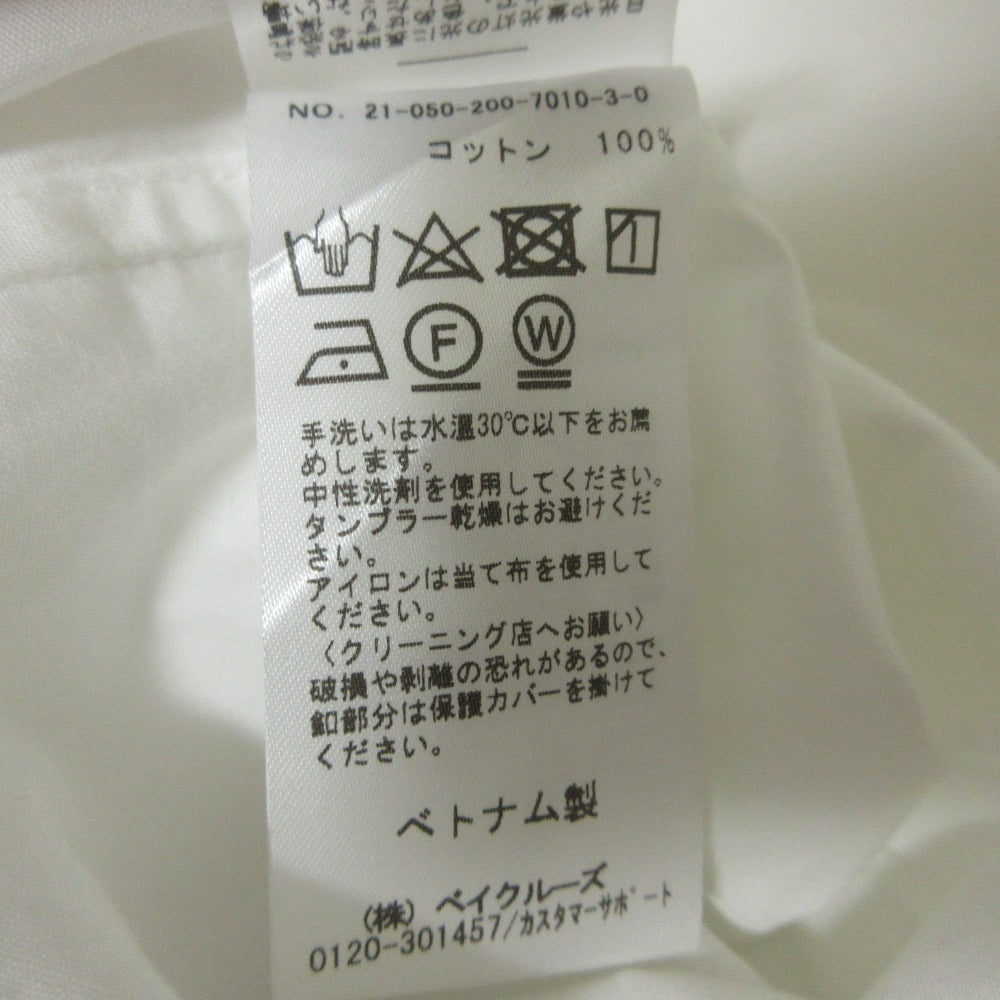 NO. 21-050-200-7010-3-0
コットン 100%
F
W
手洗いは水温30℃以下をお薦
めします。
中性洗剤を使用してください。
タンブラー乾燥はお避けくだ
さい。
アイロンは当て布を使用して
ください。
〈クリーニング店へお願い〉
破損や剥離の恐れがあるので、
釦部分は保護カバーを掛けて
ください。
ベトナム製
(株) ベイクルーズ
0120-301457/カスタマーサポート